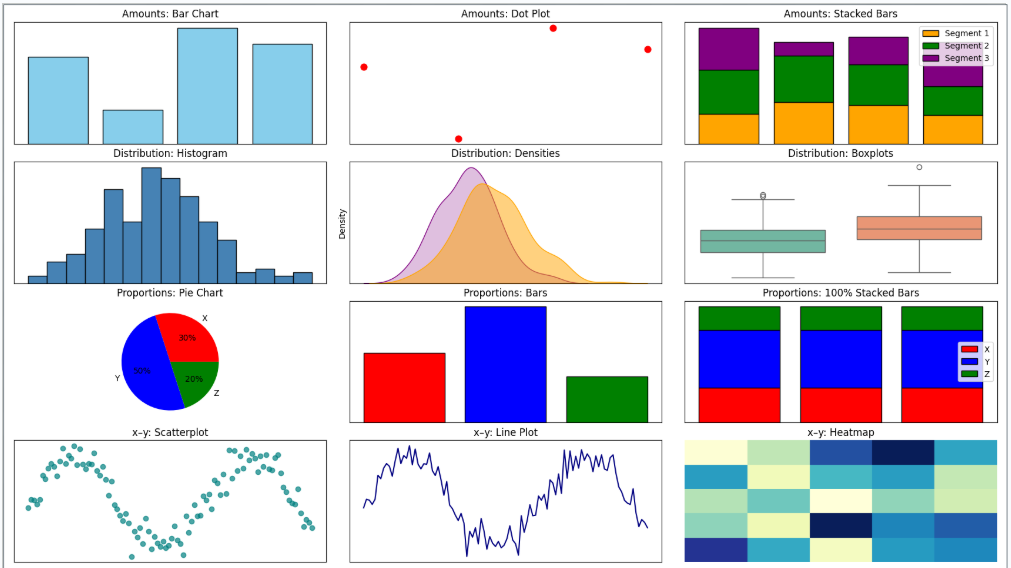 Amounts: Bar Chart
Amounts: Dot Plot
Amounts: Stacked Bars
Segment 1
Segment 2
Segment 3
Distribution: Histogram
Distribution: Densities
Density
Distribution: Boxplots
Proportions: Pie Chart
X
30%
Y
50%
20%
Z
Proportions: Bars
Proportions: 100% Stacked Bars
X
Y
Z
x–y: Scatterplot
x–y: Line Plot
x–y: Heatmap